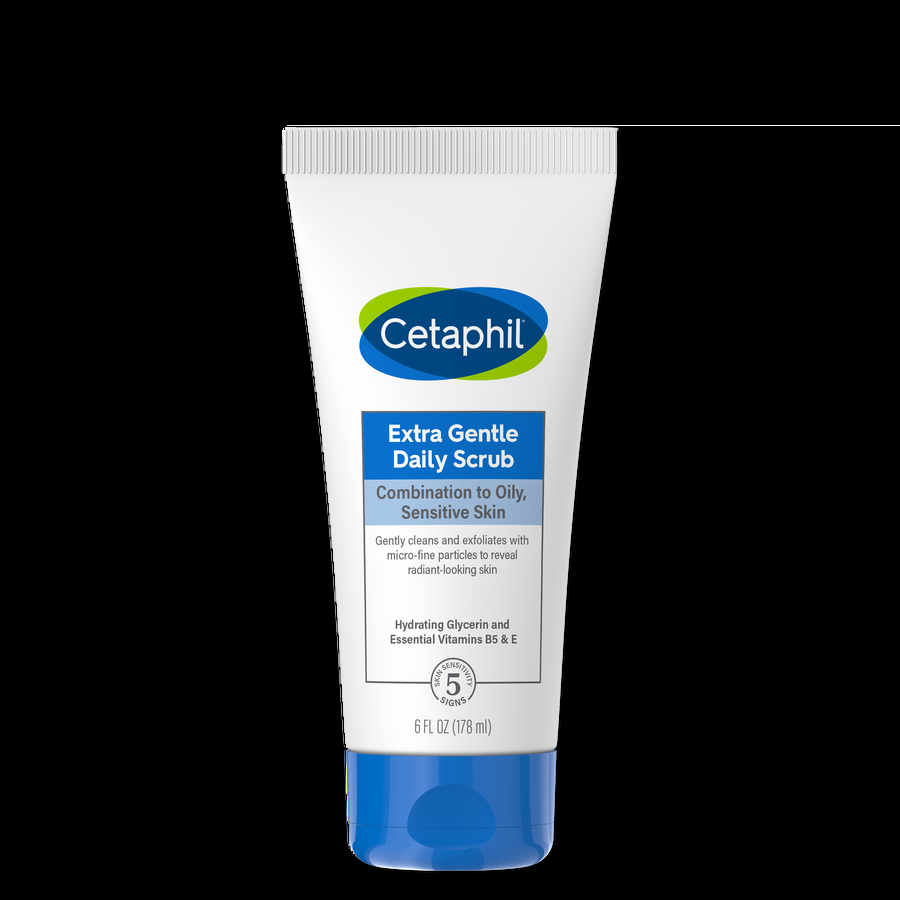 Cetaphil
Extra Gentle
Daily Scrub
Combination to Oily,
Sensitive Skin
Gently cleans and exfoliates with
micro-fine particles to reveal
radiant-looking skin
Hydrating Glycerin and
Essential Vitamins B5 & E
SKIN SENSITIVITY
5
SIGNS
6 FL OZ (178 ml)